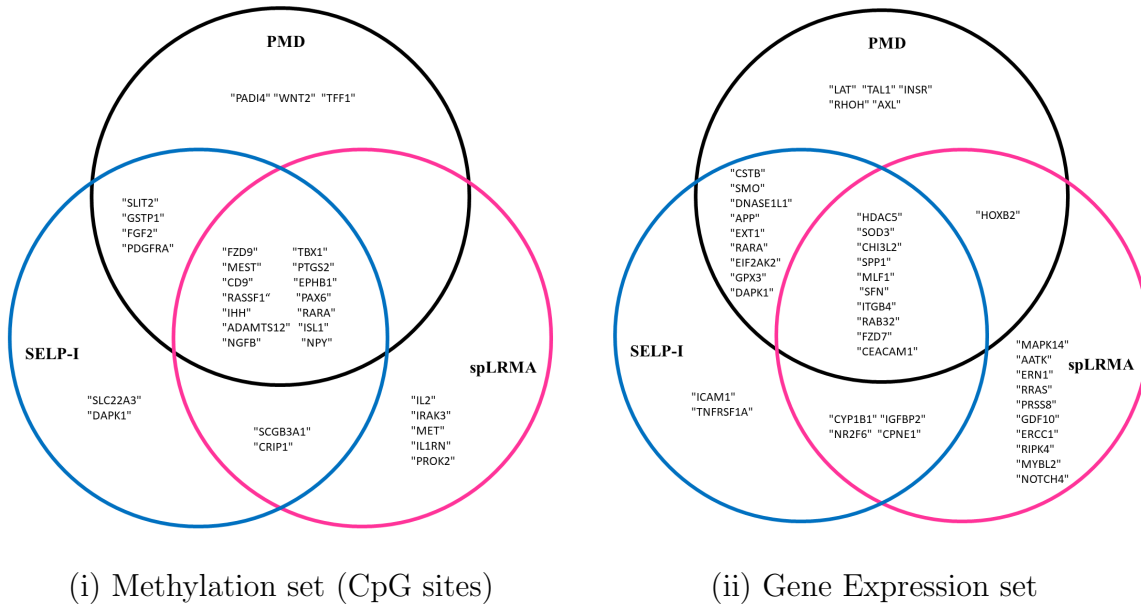 PMD
"PADI4" "WNT2" "TFF1"
"SLIT2"
"GSTP1"
"FGF2"
"PDGFRA"
"FZD9" "TBX1"
"MEST" "PTGS2"
"CD9" "EPHB1"
"RASSF1“ "PAX6"
"IHH" "RARA"
"ADAMTS12" "ISL1"
"NGFB" "NPY"
SELP-I
spLRMA
"SLC22A3"
"DAPK1"
"SCGB3A1"
"CRIP1"
"IL2"
"IRAK3"
"MET"
"IL1RN"
"PROK2"
(i) Methylation set (CpG sites)
PMD
"LAT" "TAL1" "INSR"
"RHOH" "AXL"
"CSTB"
"SMO"
"DNASE1L1"
"APP"
"EXT1"
"RARA"
"EIF2AK2"
"GPX3"
"DAPK1"
"HDAC5"
"SOD3"
"CHI3L2"
"SPP1"
"MLF1"
"SFN"
"ITGB4"
"RAB32"
"FZD7"
"CEACAM1"
"HOXB2"
SELP-I
spLRMA
"ICAM1"
"TNFRSF1A"
"CYP1B1" "IGFBP2"
"NR2F6" "CPNE1"
"MAPK14"
"AATK"
"ERN1"
"RRAS"
"PRSS8"
"GDF10"
"ERCC1"
"RIPK4"
"MYBL2"
"NOTCH4"
(ii) Gene Expression set